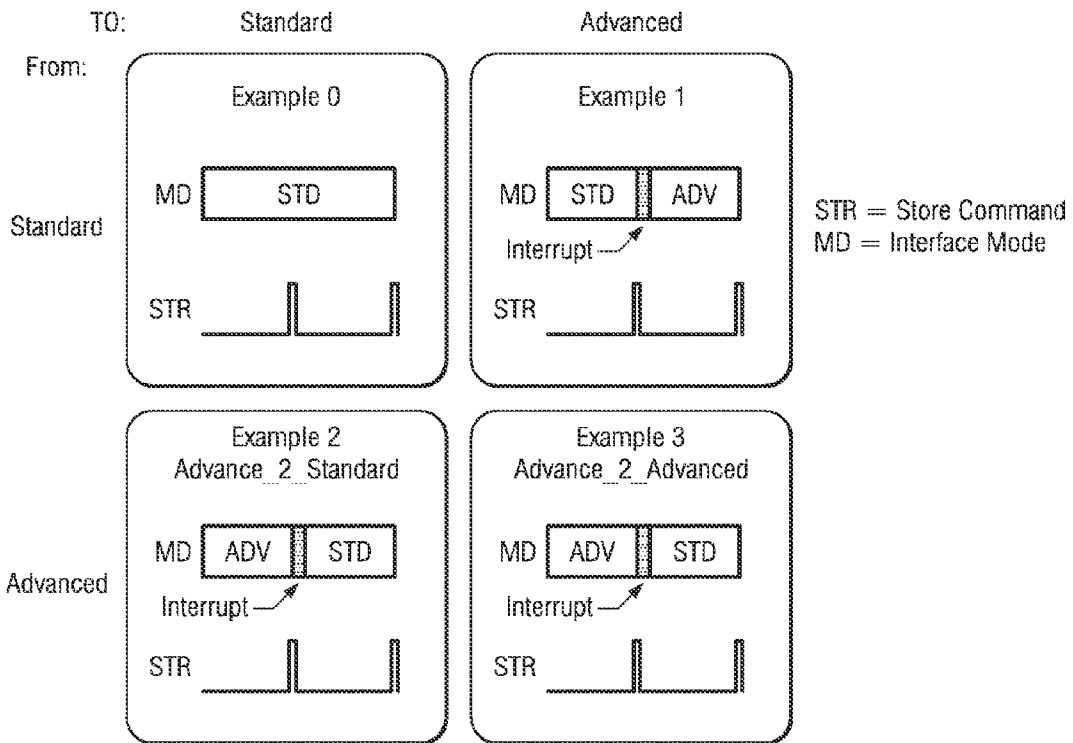 TO: Standard Advanced
From:
Example 0
MD STD
STR
Example 1
MD STD ADV
Interrupt
STR
Standard
STR = Store Command
MD = Interface Mode
Example 2
Advance_2_Standard
MD ADV STD
Interrupt
STR
Example 3
Advance_2_Advanced
MD ADV STD
Interrupt
STR
Advanced